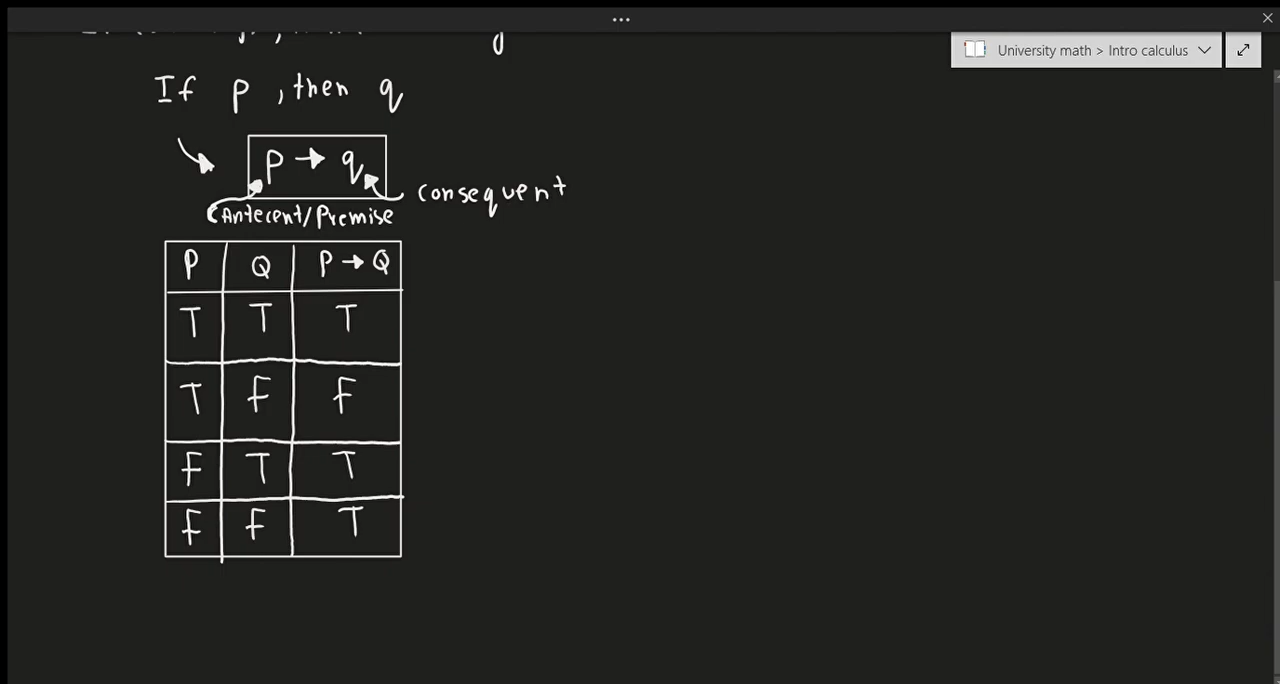 University math > Intro calculus
If p , then q
p → q
consequent
Antecent/Premise
P Q P → Q
T T T
T F F
F T T
F F T